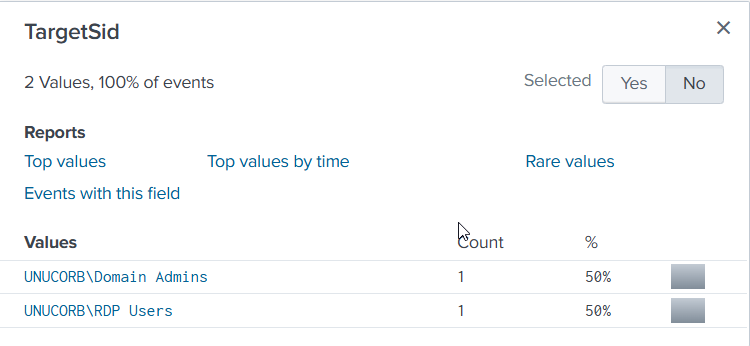 TargetSid
2 Values, 100% of events
Selected Yes No
Reports
Top values Top values by time Rare values
Events with this field
Values Count %
UNUCORB\Domain Admins 1 50%
UNUCORB\RDP Users 1 50%